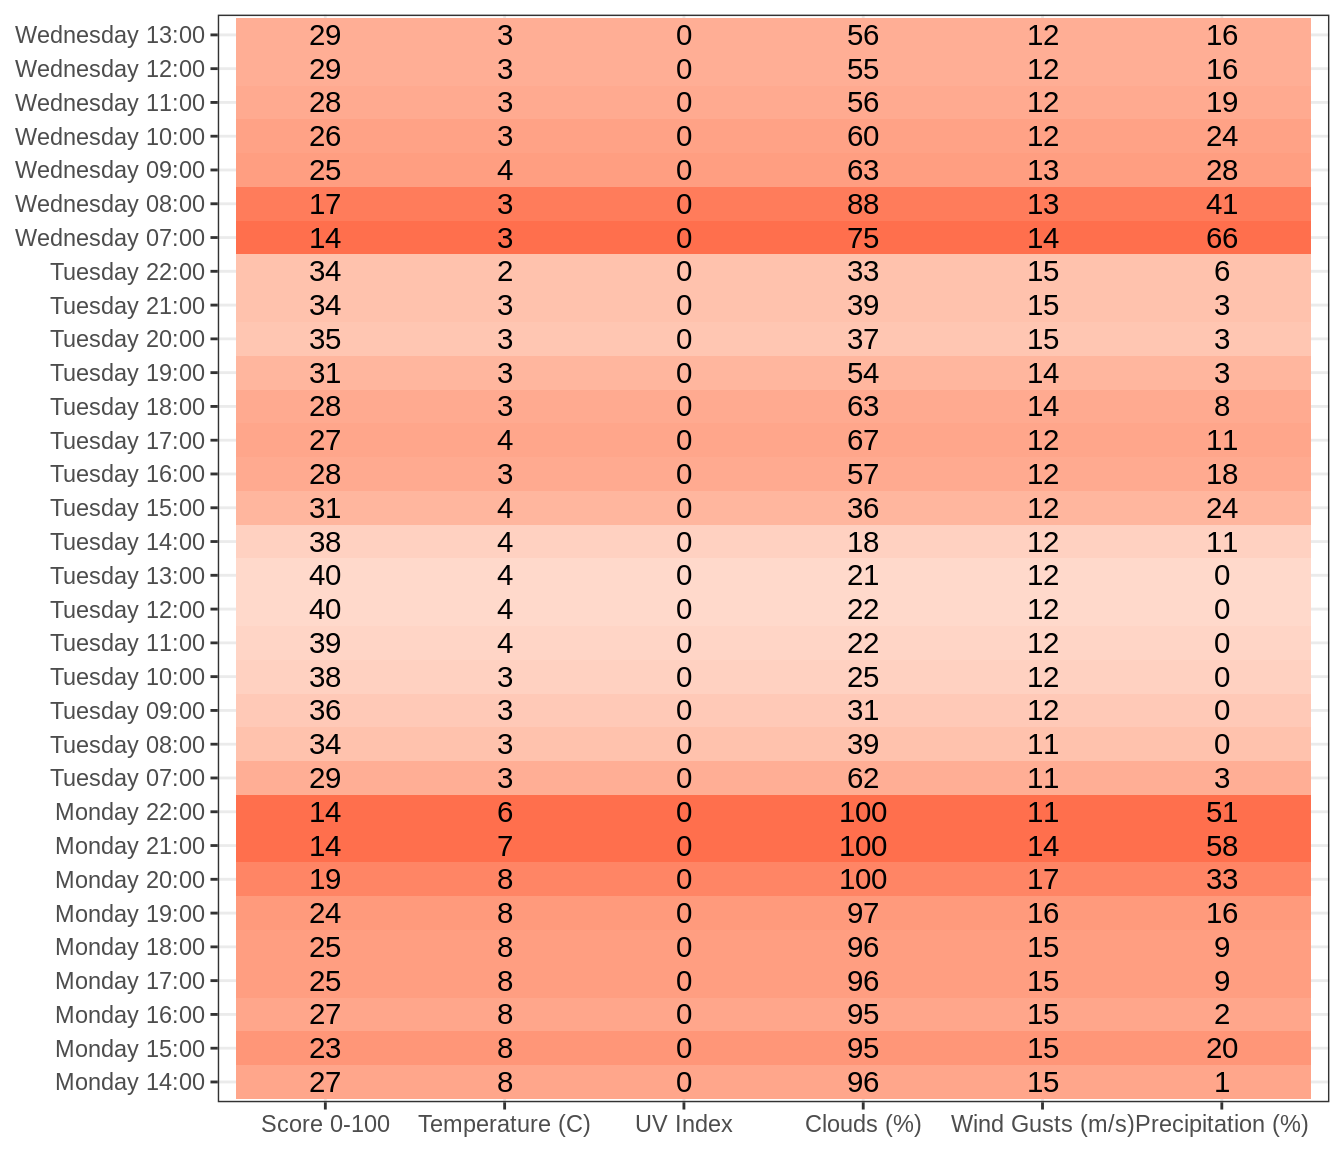 Wednesday 13:00 29 3 0 56 12 16
Wednesday 12:00 29 3 0 55 12 16
Wednesday 11:00 28 3 0 56 12 19
Wednesday 10:00 26 3 0 60 12 24
Wednesday 09:00 25 4 0 63 13 28
Wednesday 08:00 17 3 0 88 13 41
Wednesday 07:00 14 3 0 75 14 66
Tuesday 22:00 34 2 0 33 15 6
Tuesday 21:00 34 3 0 39 15 3
Tuesday 20:00 35 3 0 37 15 3
Tuesday 19:00 31 3 0 54 14 3
Tuesday 18:00 28 3 0 63 14 8
Tuesday 17:00 27 4 0 67 12 11
Tuesday 16:00 28 3 0 57 12 18
Tuesday 15:00 31 4 0 36 12 24
Tuesday 14:00 38 4 0 18 12 11
Tuesday 13:00 40 4 0 21 12 0
Tuesday 12:00 40 4 0 22 12 0
Tuesday 11:00 39 4 0 22 12 0
Tuesday 10:00 38 3 0 25 12 0
Tuesday 09:00 36 3 0 31 12 0
Tuesday 08:00 34 3 0 39 11 0
Tuesday 07:00 29 3 0 62 11 3
Monday 22:00 14 6 0 100 11 51
Monday 21:00 14 7 0 100 14 58
Monday 20:00 19 8 0 100 17 33
Monday 19:00 24 8 0 97 16 16
Monday 18:00 25 8 0 96 15 9
Monday 17:00 25 8 0 96 15 9
Monday 16:00 27 8 0 95 15 2
Monday 15:00 23 8 0 95 15 20
Monday 14:00 27 8 0 96 15 1
Score 0-100 Temperature (C) UV Index Clouds (%) Wind Gusts (m/s) Precipitation (%)